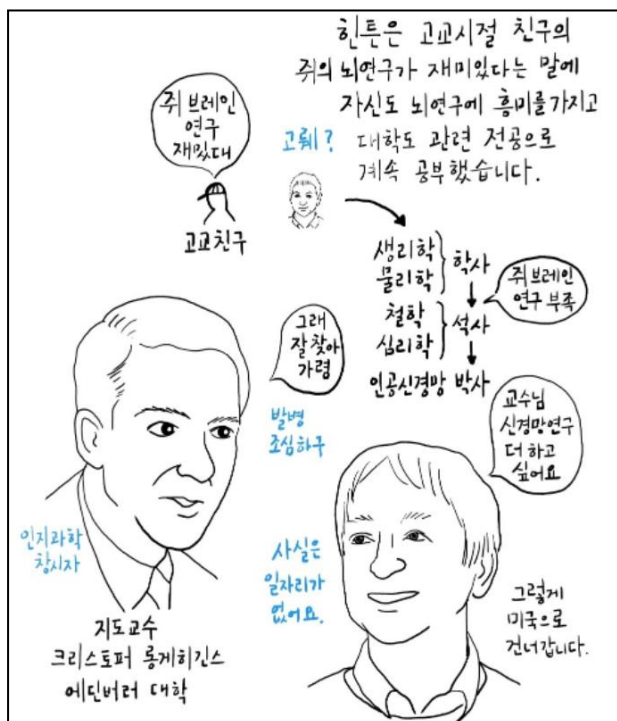 힌튼은 고교시절 친구의
쥐의 뇌연구가 재미있다는 말에
자신도 뇌연구에 흥미를가지고
대학도 관련 전공으로
계속 공부했습니다.
쥐 브레인
연구
재밌대
고뤠?
고교친구
생리학
물리학
학사
쥐 브레인
연구 부족
철학
심리학
석사
인공신경망 박사
그래
잘 찾아
가렴
발병
조심하구
교수님
신경망연구
더 하고
싶어요
인지과학
창시자
사실은
일자리가
없어요.
지도교수
크리스토퍼 롱게히긴스
에딘버러 대학
그렇게
미국으로
건너갑니다.